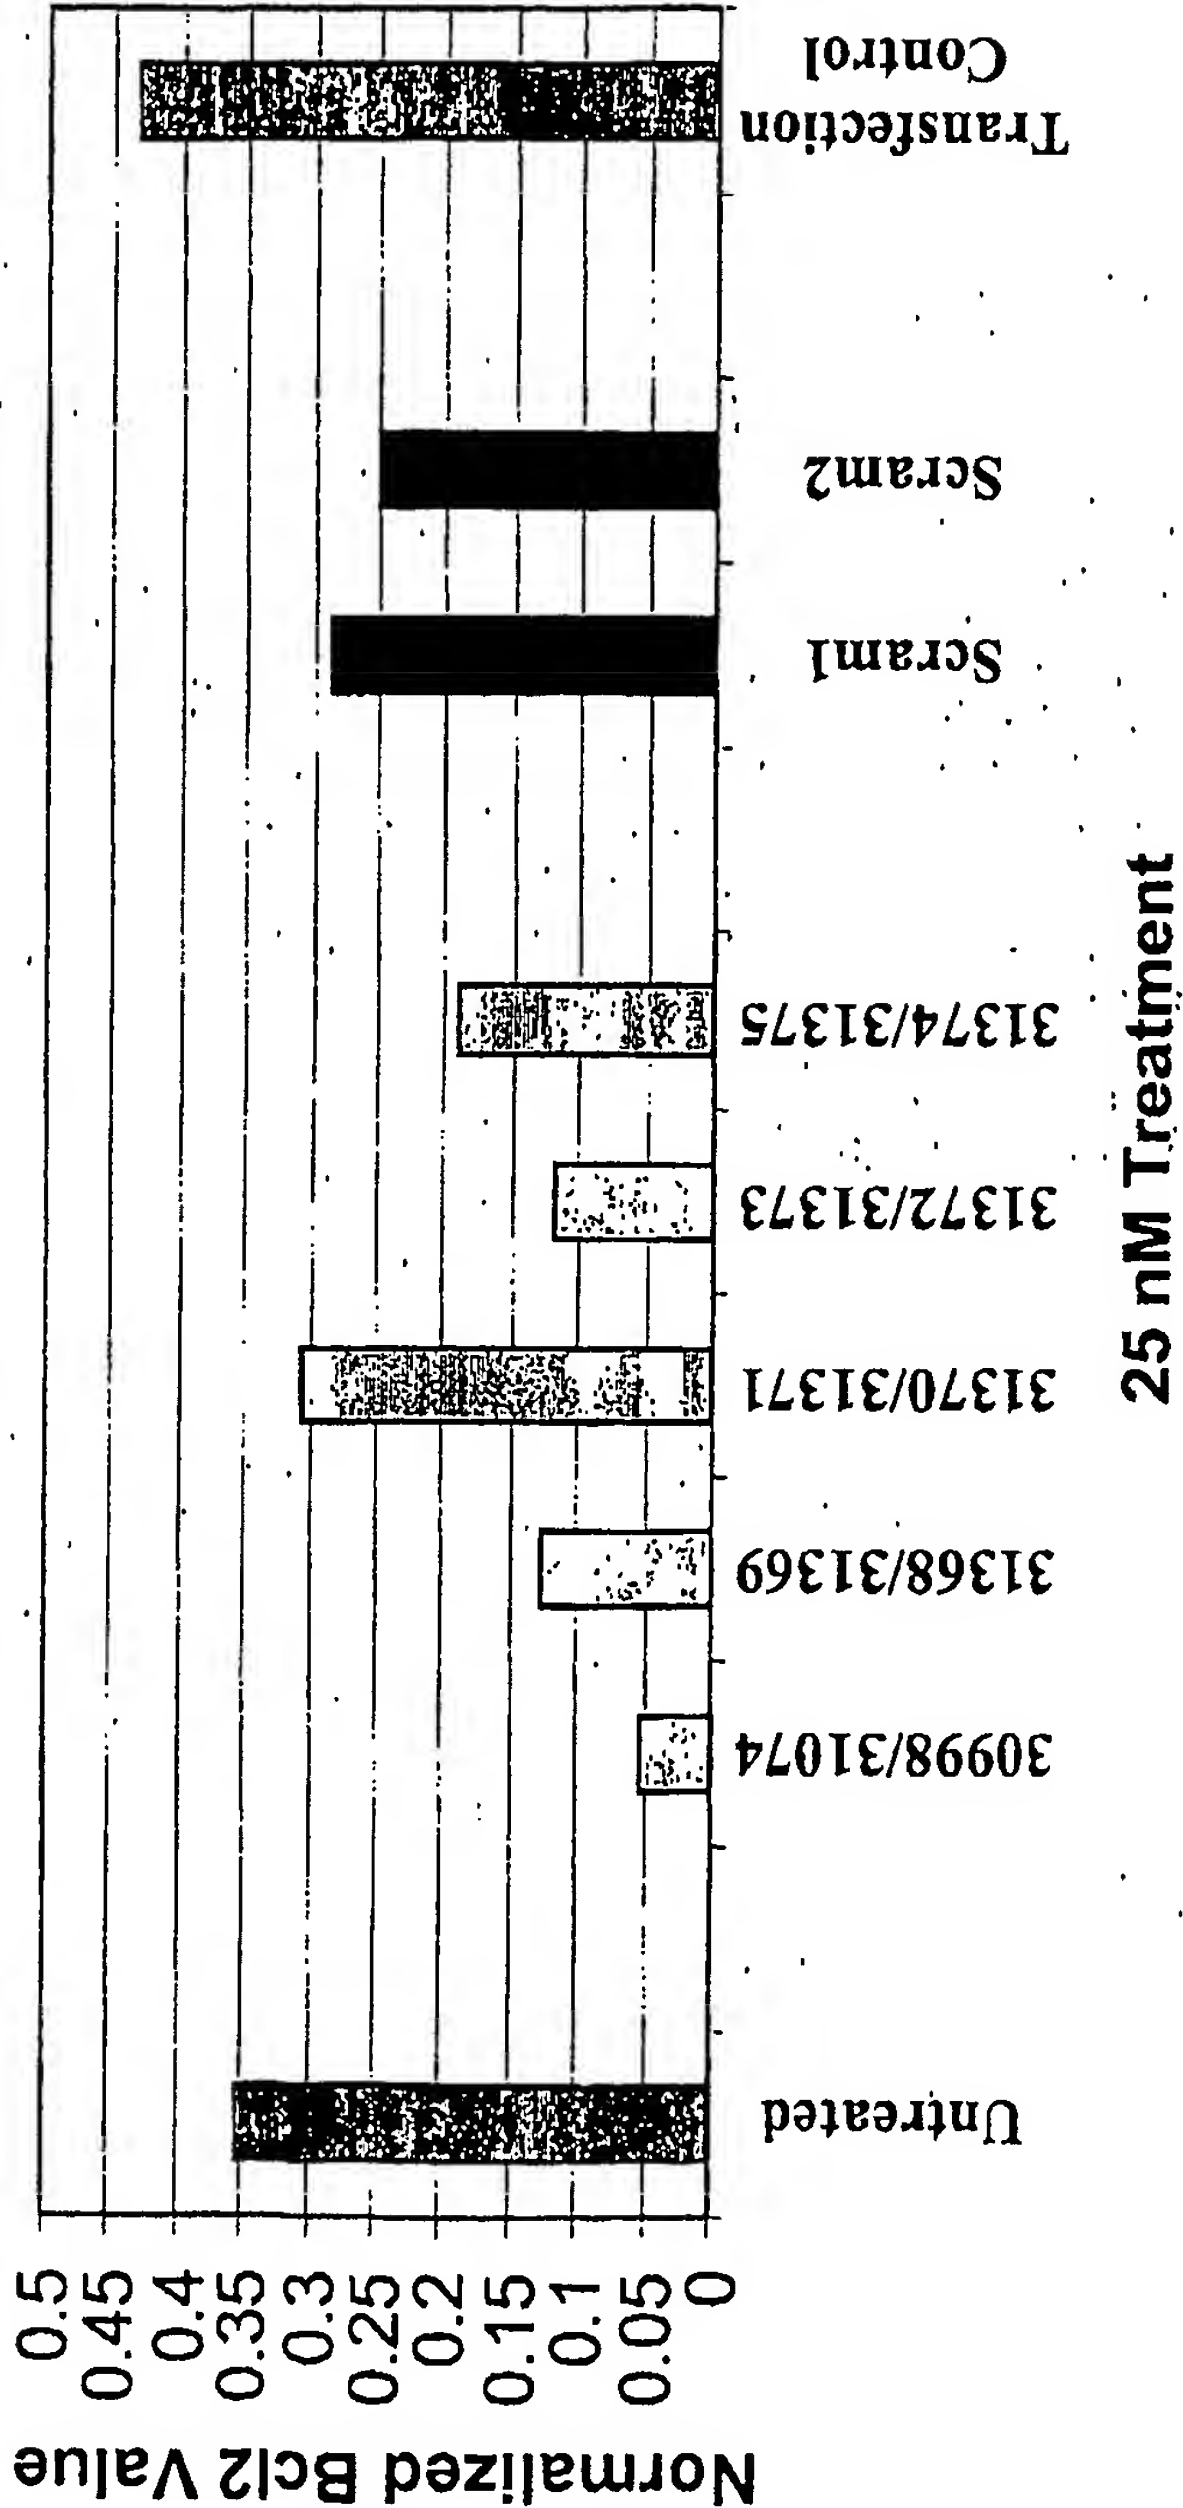 Normalized Bcl2 Value
0.5
0.45
0.4
0.35
0.3
0.25
0.2
0.15
0.1
0.05
0
Untreated
30998/31074
31368/31369
31370/31371
31372/31373
31374/31375
Scram1
Scram2
Transfection
Control
25 nM Treatment